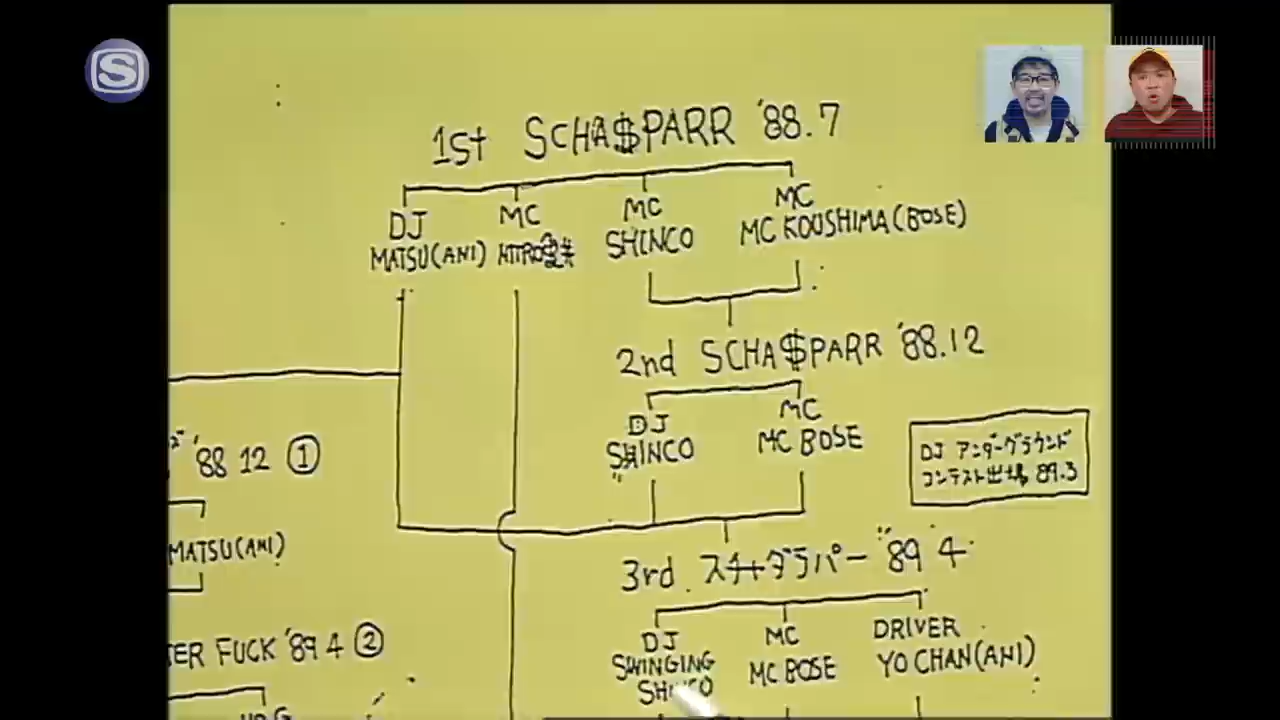 S
1st SCHA$PARR '88.7
DJ MC MC MC
MATSU(ANI) SHINCO MC KOUSHIMA(BOSE)
2nd SCHA$PARR '88.12
DJ MC
SHINCO MC BOSE
DJ アンダーグラウンド
コンテスト出場 89.3
'88 12 ①
MATSU(ANI)
3rd スチャダラパー '89 4
DJ MC DRIVER
SWINGING MC BOSE YO CHAN(ANI)
SHINCO
TER FUCK '89 4 ②